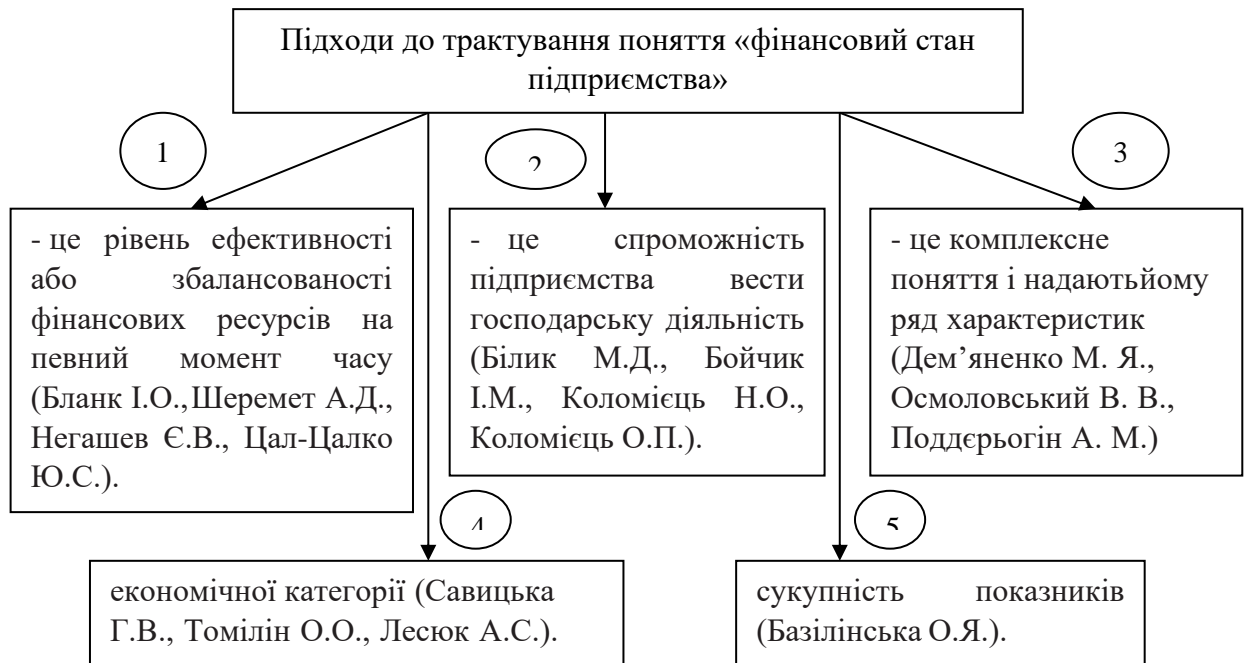 Підходи до трактування поняття «фінансовий стан
підприємства»
1
2
3
- це рівень ефективності
або збалансованості
фінансових ресурсів на
певний момент часу
(Бланк І.О.,Шеремет А.Д.,
Негашев Є.В., Цал-Цалко
Ю.С.).
- це спроможність
підприємства вести
господарську діяльність
(Білик М.Д., Бойчик
І.М., Коломієць Н.О.,
Коломієць О.П.).
- це комплексне
поняття і надаютьйому
ряд характеристик
(Дем’яненко М. Я.,
Осмоловський В. В.,
Поддєрьогін А. М.)
4
5
економічної категорії (Савицька
Г.В., Томілін О.О., Лесюк А.С.).
сукупність показників
(Базілінська О.Я.).